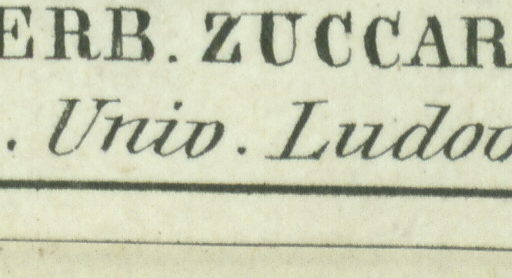 ERB. ZUCCAR
. Univ. Ludov